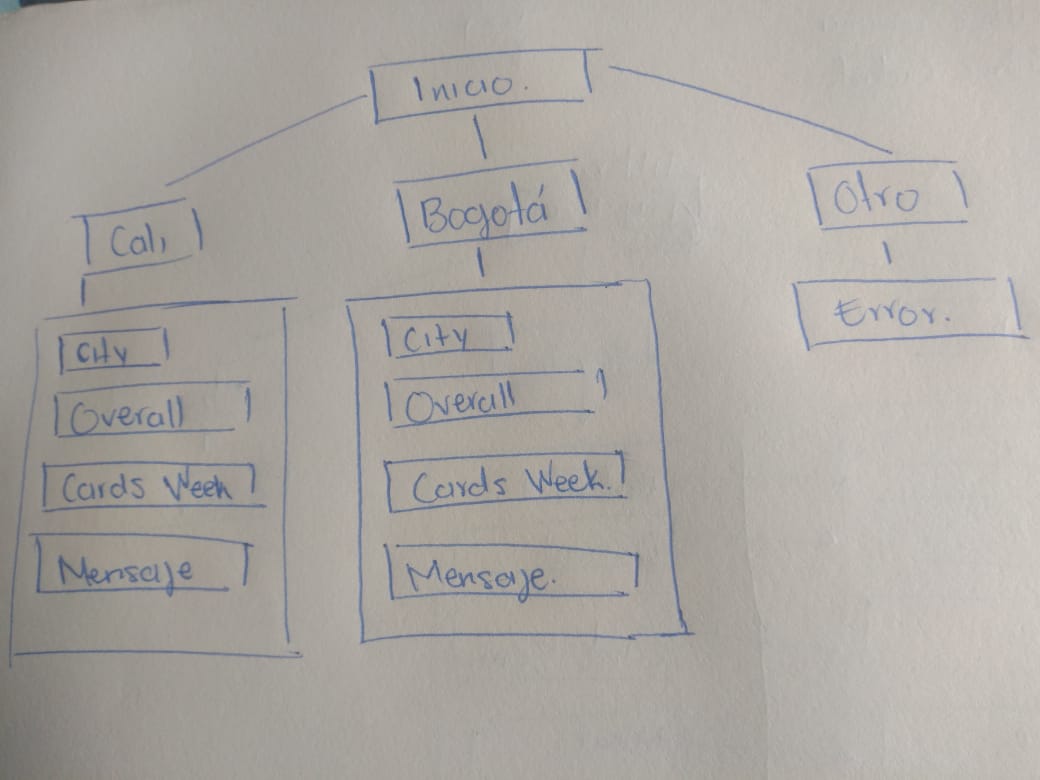 Inicio.
Cali
Bogotá
Otro
Error.
City
Overall
Cards Week
Mensaje
City
Overall
Cards Week.
Mensaje.